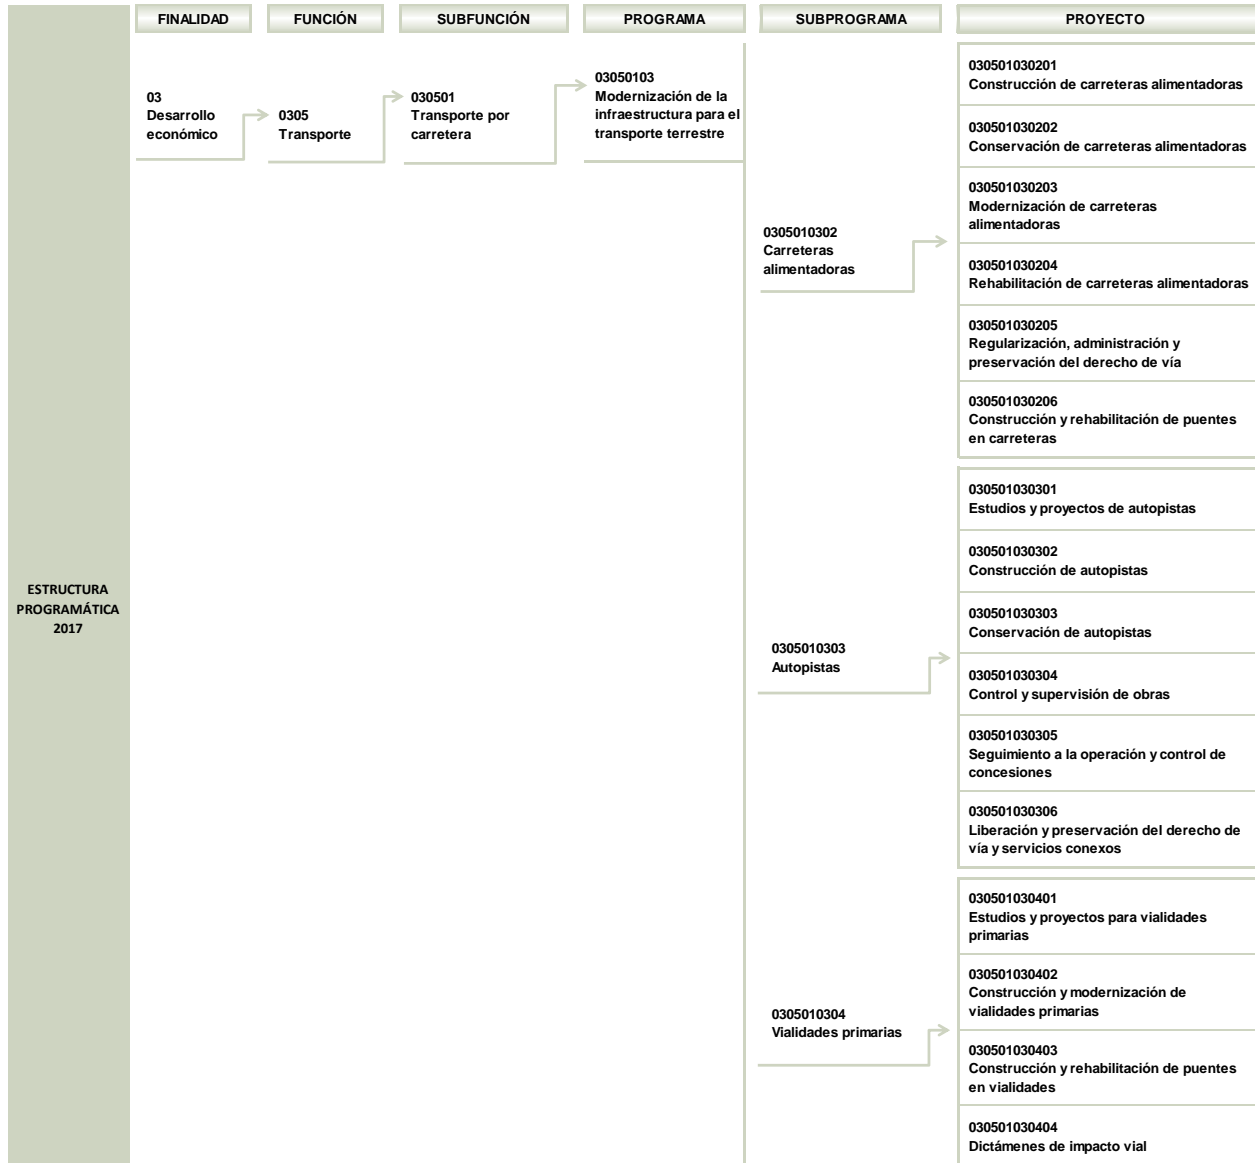 FINALIDAD
FUNCIÓN
SUBFUNCIÓN
PROGRAMA
SUBPROGRAMA
PROYECTO
ESTRUCTURA
PROGRAMÁTICA
2017
03
Desarrollo
económico
0305
Transporte
030501
Transporte por
carretera
03050103
Modernización de la
infraestructura para el
transporte terrestre
0305010302
Carreteras
alimentadoras
030501030201
Construcción de carreteras alimentadoras
030501030202
Conservación de carreteras alimentadoras
030501030203
Modernización de carreteras
alimentadoras
030501030204
Rehabilitación de carreteras alimentadoras
030501030205
Regularización, administración y
preservación del derecho de vía
030501030206
Construcción y rehabilitación de puentes
en carreteras
0305010303
Autopistas
030501030301
Estudios y proyectos de autopistas
030501030302
Construcción de autopistas
030501030303
Conservación de autopistas
030501030304
Control y supervisión de obras
030501030305
Seguimiento a la operación y control de
concesiones
030501030306
Liberación y preservación del derecho de
vía y servicios conexos
0305010304
Vialidades primarias
030501030401
Estudios y proyectos para vialidades
primarias
030501030402
Construcción y modernización de
vialidades primarias
030501030403
Construcción y rehabilitación de puentes
en vialidades
030501030404
Dictámenes de impacto vial